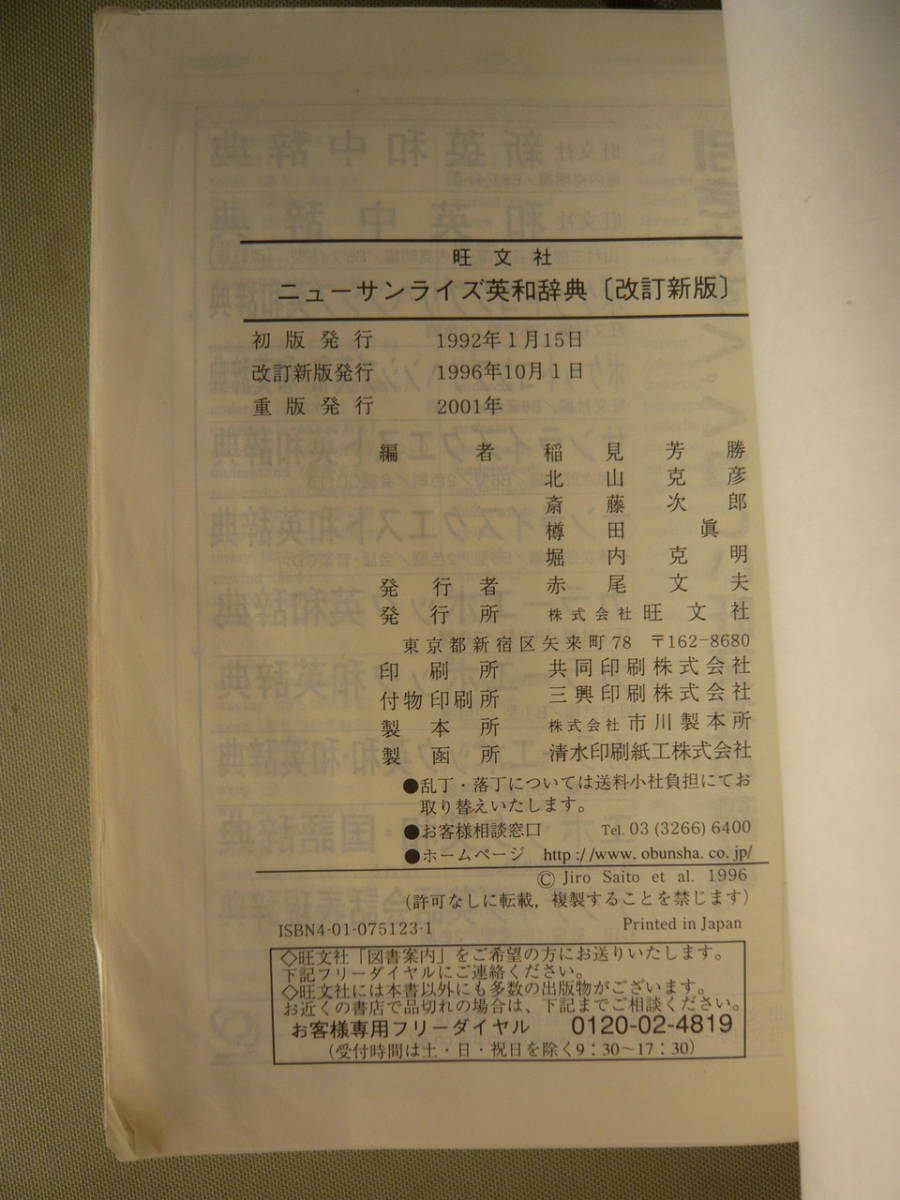 旺文社
ニューサンライズ英和辞典〔改訂新版〕
初版発行 1992年1月15日
改訂新版発行 1996年10月1日
重版発行 2001年
編者 稲見芳勝
北山克彦
斎藤次郎
樽田眞
堀内克明
発行者 赤尾文夫
発行所 株式会社旺文社
東京都新宿区矢来町78 〒162-8680
印刷所 共同印刷株式会社
付物印刷所 三興印刷株式会社
製本所 株式会社市川製本所
製函所 清水印刷紙工株式会社
●乱丁・落丁については送料小社負担にてお
取り替えいたします。
●お客様相談窓口 Tel. 03 (3266) 6400
●ホームページ http://www.obunsha.co.jp/
© Jiro Saito et al. 1996
(許可なしに転載，複製することを禁じます)
ISBN4-01-075123-1 Printed in Japan
◇旺文社「図書案内」をご希望の方にお送りいたします。
下記フリーダイヤルにご連絡ください。
◇旺文社には本書以外にも多数の出版物がございます。
お近くの書店で品切れの場合は、下記までご相談ください。
お客様専用フリーダイヤル 0120-02-4819
(受付時間は土・日・祝日を除く9：30〜17：30)